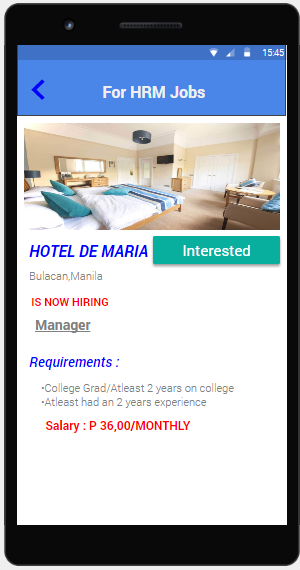 15:45
For HRM Jobs
HOTEL DE MARIA
Interested
Bulacan,Manila
IS NOW HIRING
Manager
Requirements :
•College Grad/Atleast 2 years on college
•Atleast had an 2 years experience
Salary : P 36,00/MONTHLY